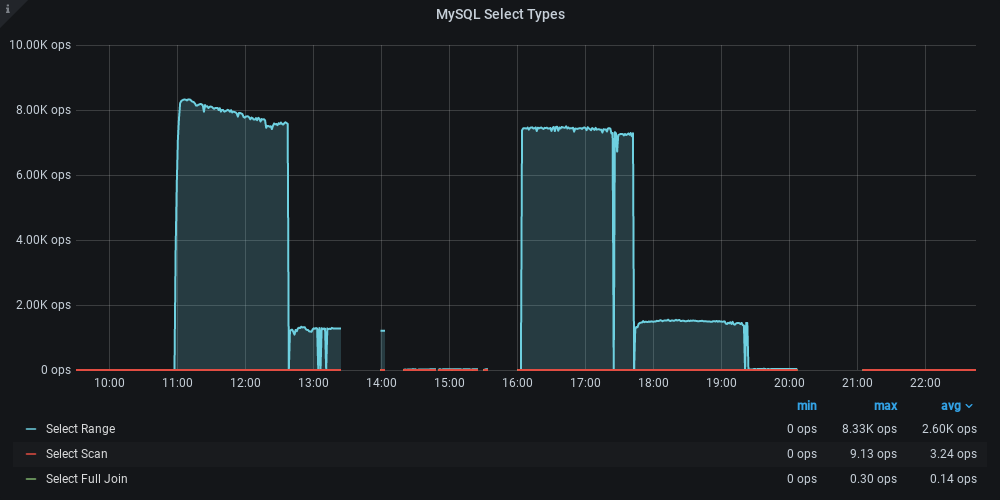 i
MySQL Select Types
10.00K ops
8.00K ops
6.00K ops
4.00K ops
2.00K ops
0 ops
10:00 11:00 12:00 13:00 14:00 15:00 16:00 17:00 18:00 19:00 20:00 21:00 22:00
min max avg
Select Range 0 ops 8.33K ops 2.60K ops
Select Scan 0 ops 9.13 ops 3.24 ops
Select Full Join 0 ops 0.30 ops 0.14 ops